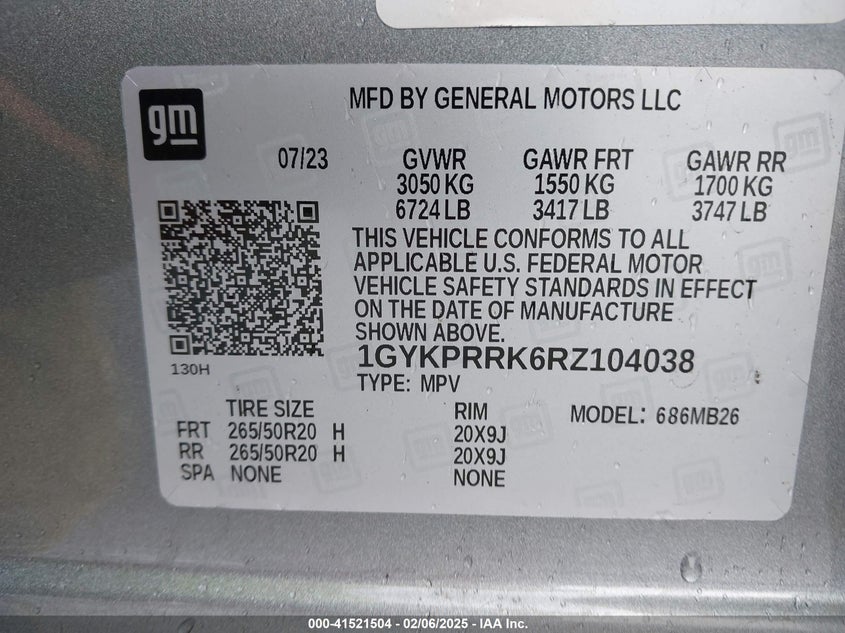 gm
MFD BY GENERAL MOTORS LLC
07/23 GVWR GAWR FRT GAWR RR
3050 KG 1550 KG 1700 KG
6724 LB 3417 LB 3747 LB
THIS VEHICLE CONFORMS TO ALL
APPLICABLE U.S. FEDERAL MOTOR
VEHICLE SAFETY STANDARDS IN EFFECT
ON THE DATE OF MANUFACTURE
SHOWN ABOVE.
1GYKPRRK6RZ104038
130H
TYPE: MPV
TIRE SIZE RIM MODEL: 686MB26
FRT 265/50R20 H 20X9J
RR 265/50R20 H 20X9J
SPA NONE NONE
000-41521504 — 02/06/2025 - IAA Inc.